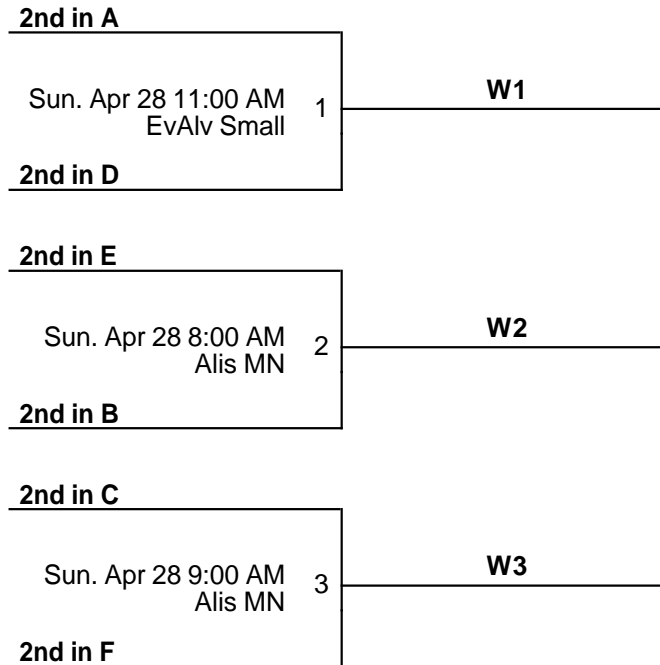 2nd in A
Sun. Apr 28 11:00 AM
EvAlv Small
1
W1
2nd in D
2nd in E
Sun. Apr 28 8:00 AM
Alis MN
2
W2
2nd in B
2nd in C
Sun. Apr 28 9:00 AM
Alis MN
3
W3
2nd in F